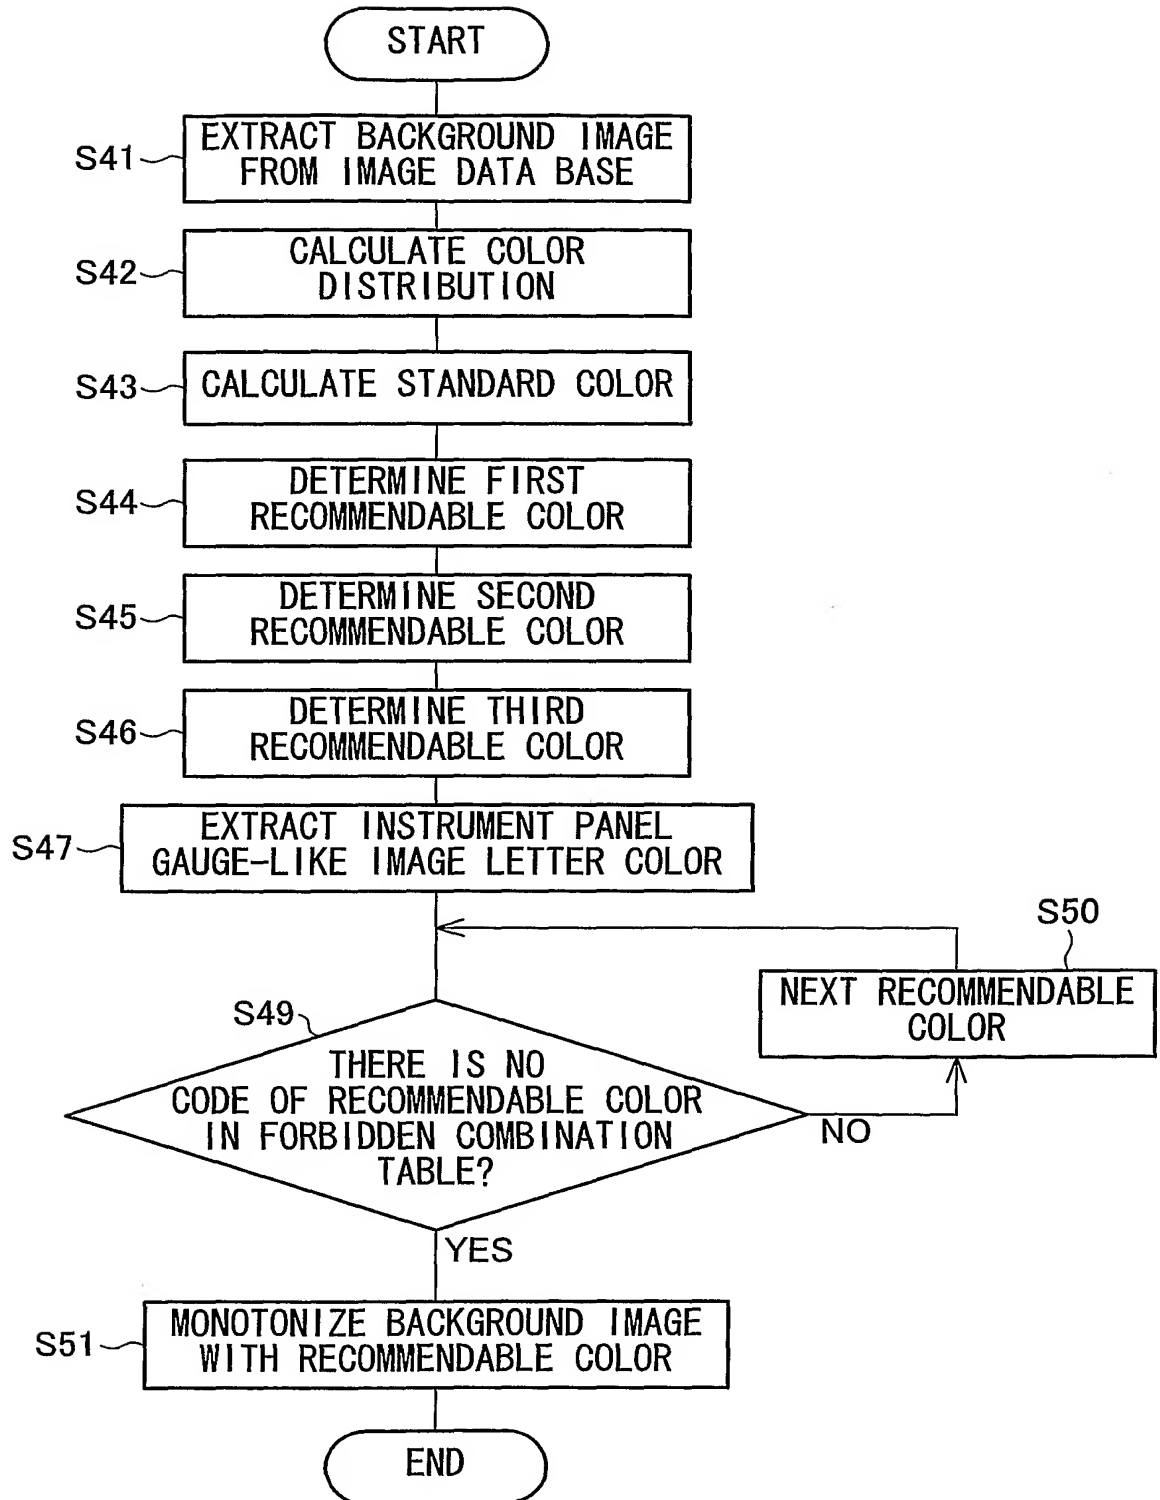 START
S41
EXTRACT BACKGROUND IMAGE
FROM IMAGE DATA BASE
S42
CALCULATE COLOR
DISTRIBUTION
S43
CALCULATE STANDARD COLOR
S44
DETERMINE FIRST
RECOMMENDABLE COLOR
S45
DETERMINE SECOND
RECOMMENDABLE COLOR
S46
DETERMINE THIRD
RECOMMENDABLE COLOR
S47
EXTRACT INSTRUMENT PANEL
GAUGE-LIKE IMAGE LETTER COLOR
S50
NEXT RECOMMENDABLE
COLOR
S49
THERE IS NO
CODE OF RECOMMENDABLE COLOR
IN FORBIDDEN COMBINATION
TABLE?
NO
YES
S51
MONOTONIZE BACKGROUND IMAGE
WITH RECOMMENDABLE COLOR
END